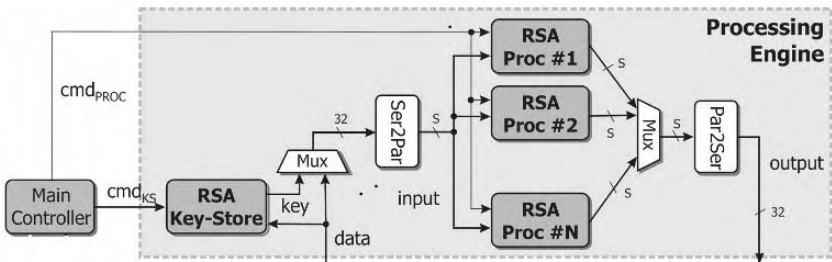 Processing
Engine
RSA
Proc #1
S
cmd_PROC
32
Ser2Par
S
RSA
Proc #2
S
Mux
S
Par2Ser
Mux
Main
Controller
cmd_KS
RSA
Key-Store
key
input
output
S
RSA
Proc #N
32
data